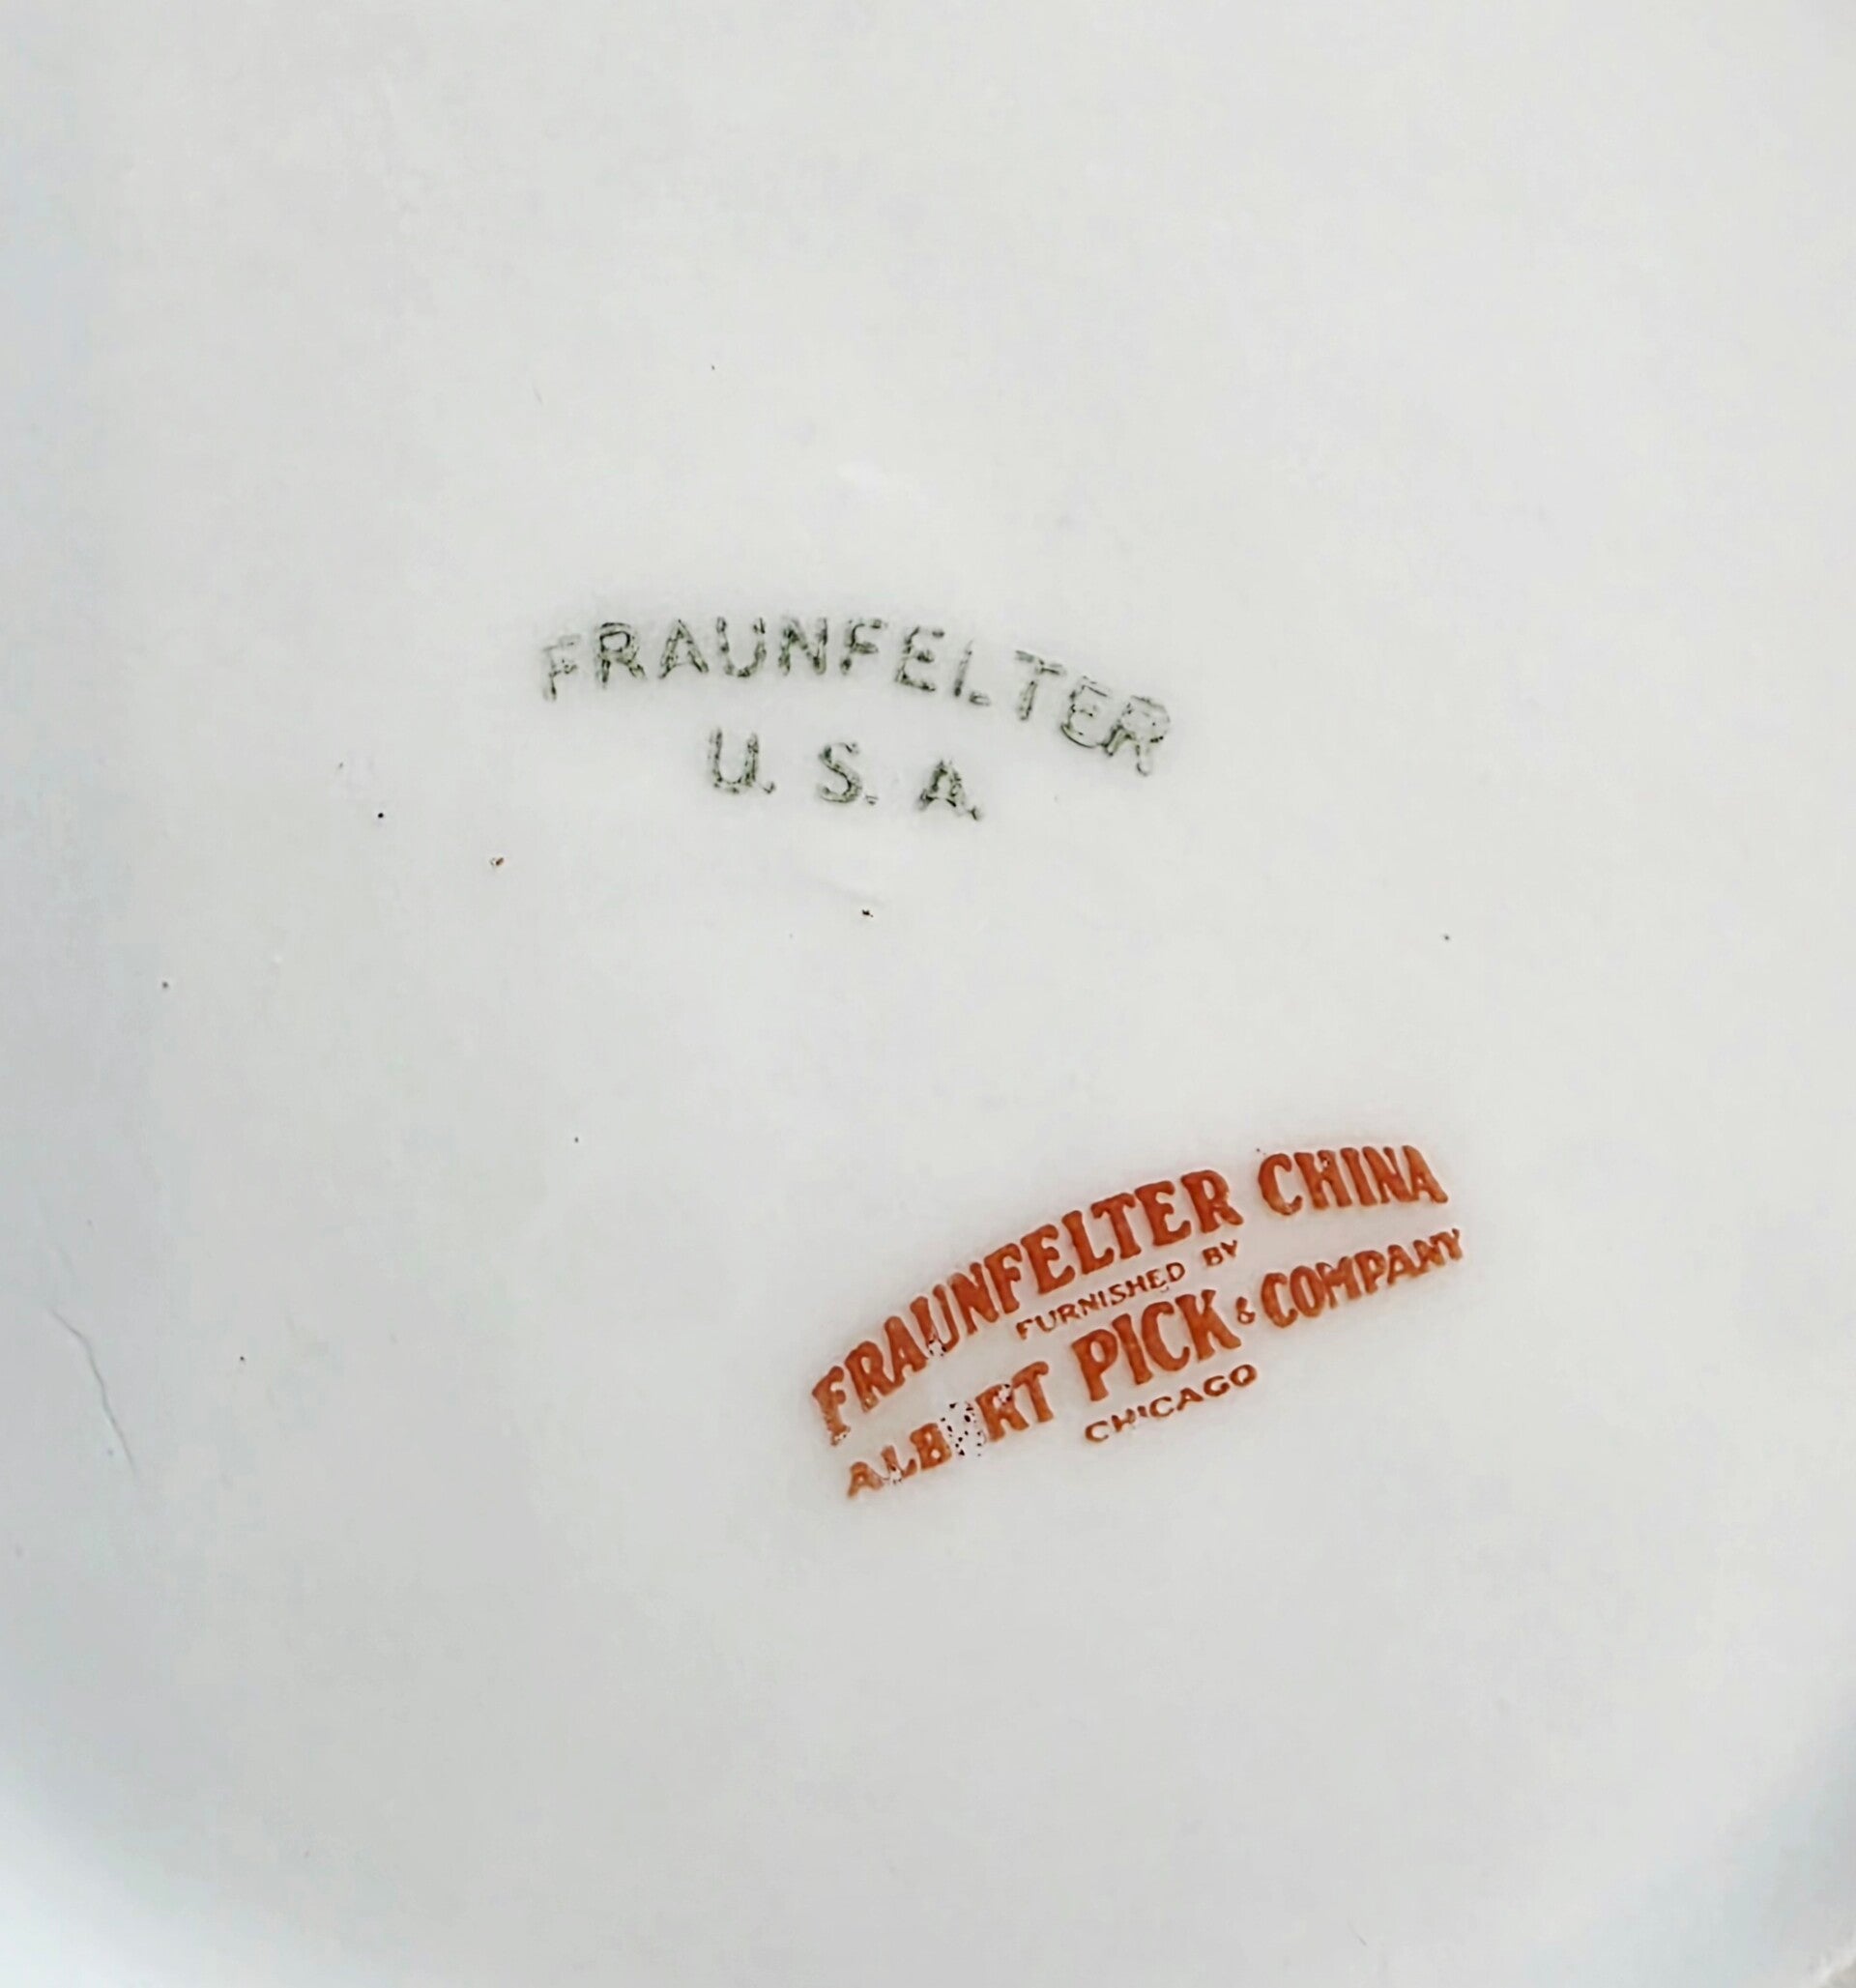 FRAUNFELTER
U. S. A.
FRAUNFELTER CHINA
FURNISHED BY
ALBERT PICK & COMPANY
CHICAGO